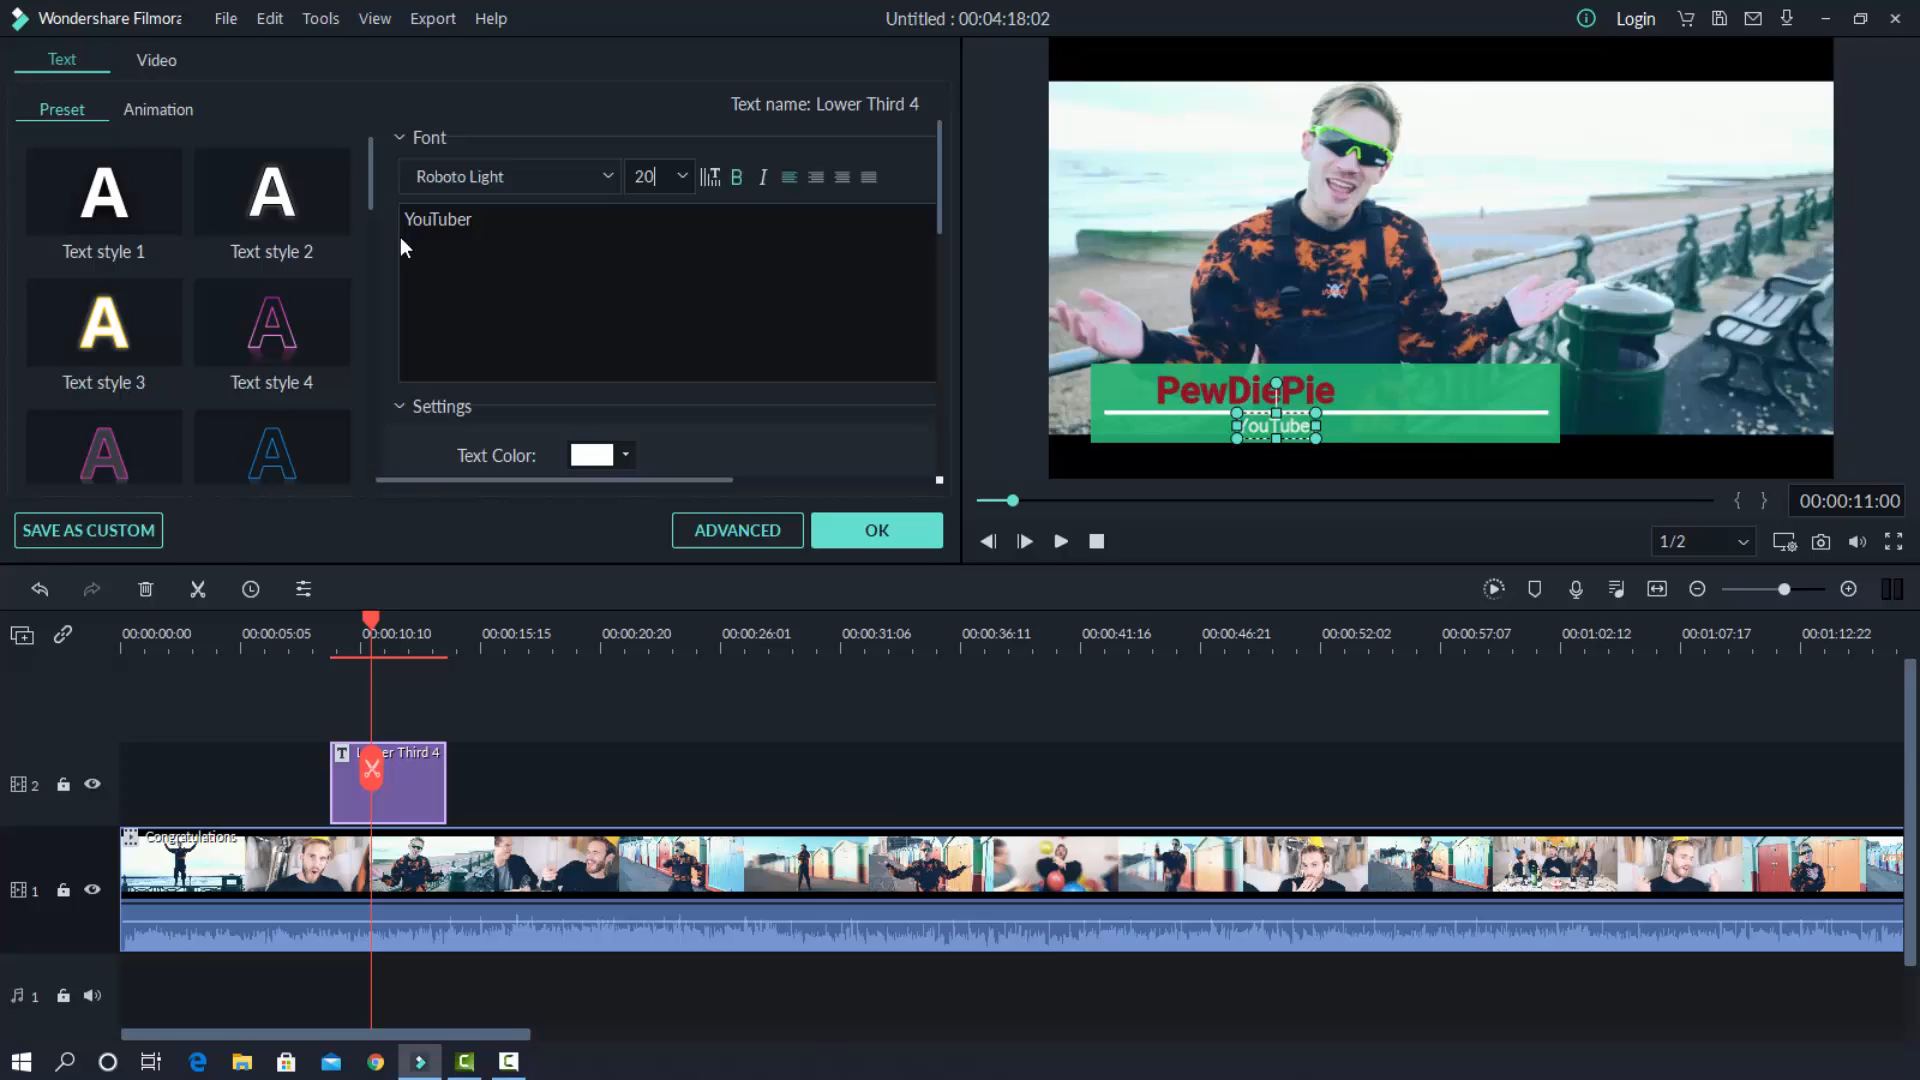 Wondershare Filmora
File
Edit
Tools
View
Export
Help
Untitled : 00:04:18:02
Login
Text
Video
Preset
Animation
Text name: Lower Third 4
Font
Roboto Light
20
B
I
YouTuber
A
A
Text style 1
Text style 2
A
A
Text style 3
Text style 4
A
A
Settings
Text Color:
SAVE AS CUSTOM
ADVANCED
OK
PewDiePie
YouTube
{ }
00:00:11:00
1/2
00:00:00:00
00:00:05:05
00:00:10:10
00:00:15:15
00:00:20:20
00:00:26:01
00:00:31:06
00:00:36:11
00:00:41:16
00:00:46:21
00:00:52:02
00:00:57:07
00:01:02:12
00:01:07:17
00:01:12:22
T
Third 4
2
Congratulations
1
1